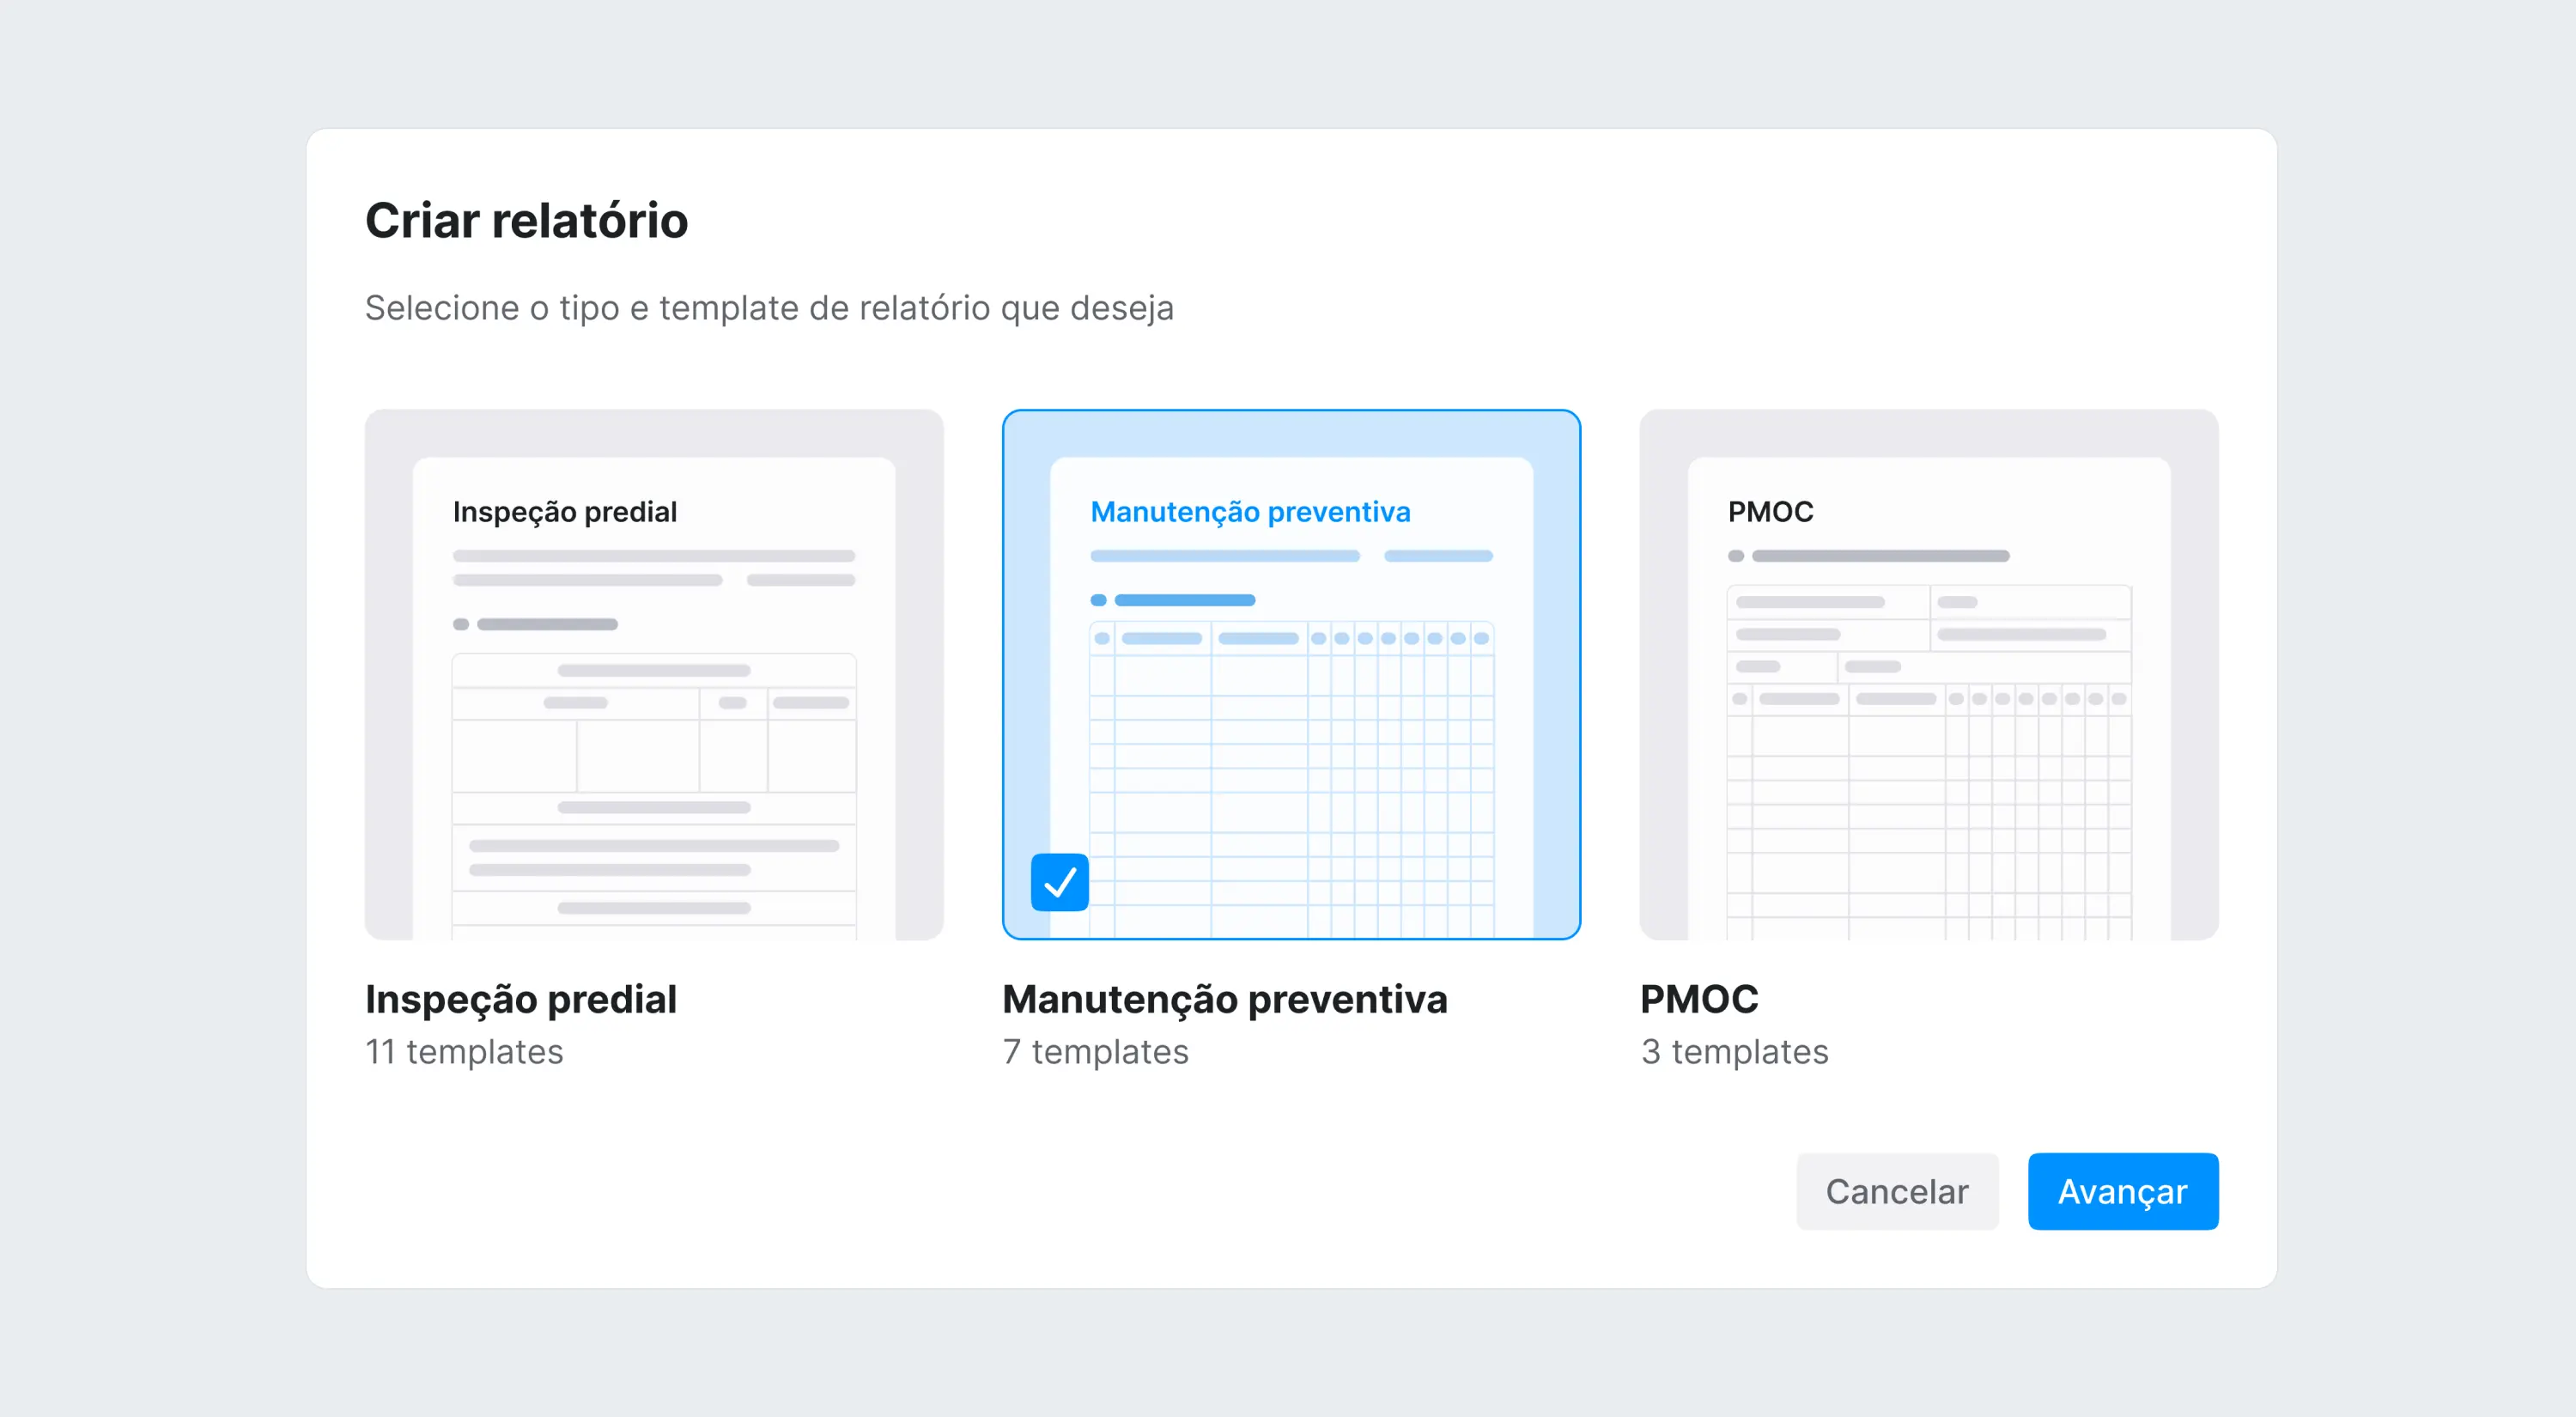 Criar relatório
Selecione o tipo e template de relatório que deseja
Inspeção predial
Manutenção preventiva
PMOC
Inspeção predial
11 templates
Manutenção preventiva
7 templates
PMOC
3 templates
Cancelar
Avançar